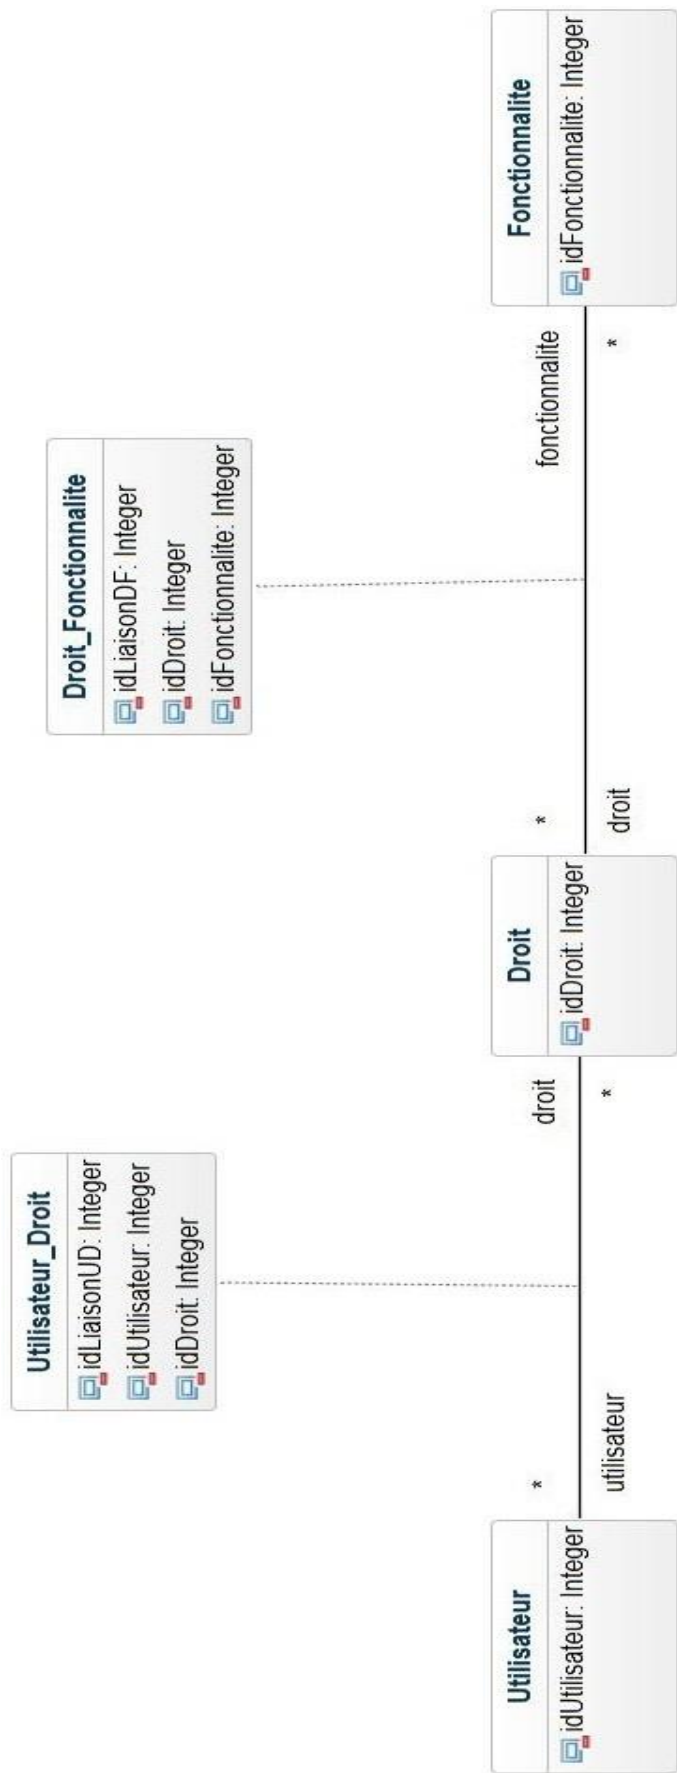 Utilisateur_Droit
idLiaisonUD: Integer
idUtilisateur: Integer
idDroit: Integer
Droit_Fonctionnalite
idLiaisonDF: Integer
idDroit: Integer
idFonctionnalite: Integer
Utilisateur
idUtilisateur: Integer
*
utilisateur
droit
*
Droit
idDroit: Integer
*
droit
fonctionnalite
*
Fonctionnalite
idFonctionnalite: Integer